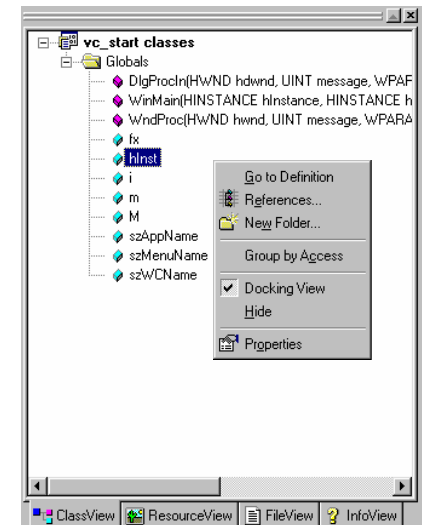 vc_start classes
Globals
DlgProcIn(HWND hdwnd, UINT message, WPAR
WinMain(HINSTANCE hInstance, HINSTANCE h
WndProc(HWND hwnd, UINT message, WPARA
fx
hInst
i
m
M
szAppName
szMenuName
szWCName
Go to Definition
References...
New Folder...
Group by Access
Docking View
Hide
Properties
ClassView ResourceView FileView InfoView